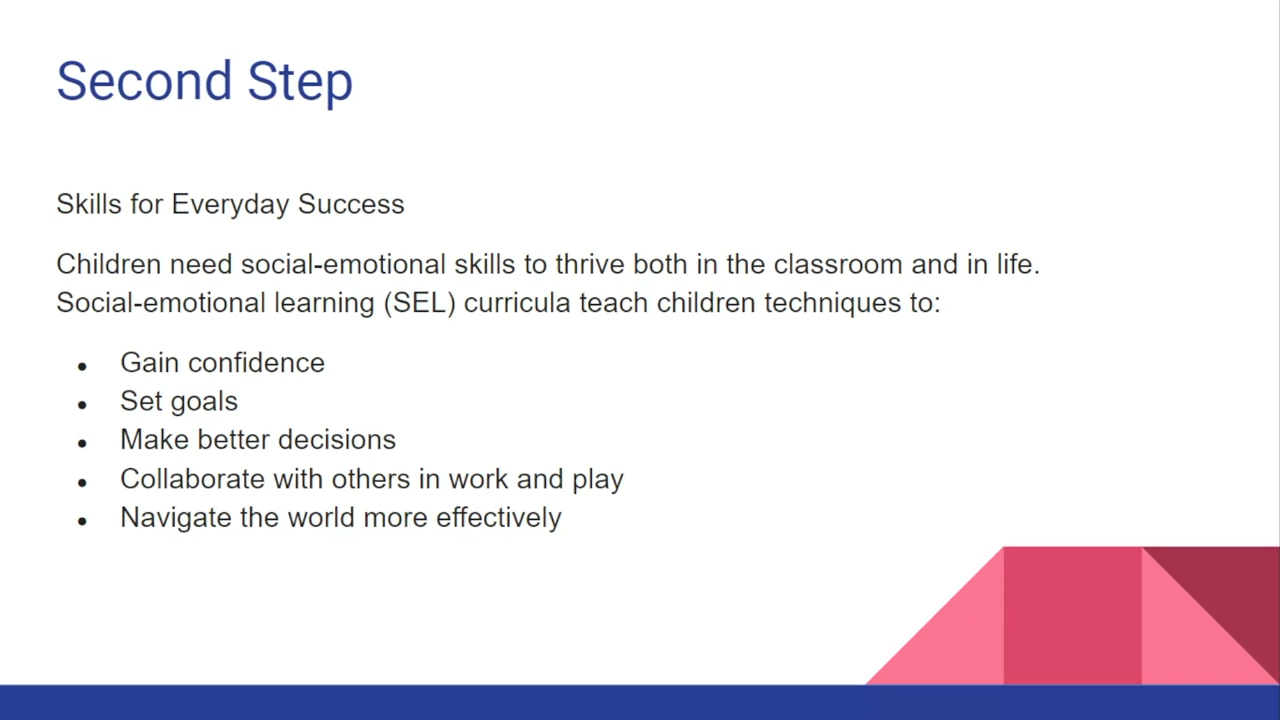 Second Step
Skills for Everyday Success
Children need social-emotional skills to thrive both in the classroom and in life.
Social-emotional learning (SEL) curricula teach children techniques to:
• Gain confidence
• Set goals
• Make better decisions
• Collaborate with others in work and play
• Navigate the world more effectively